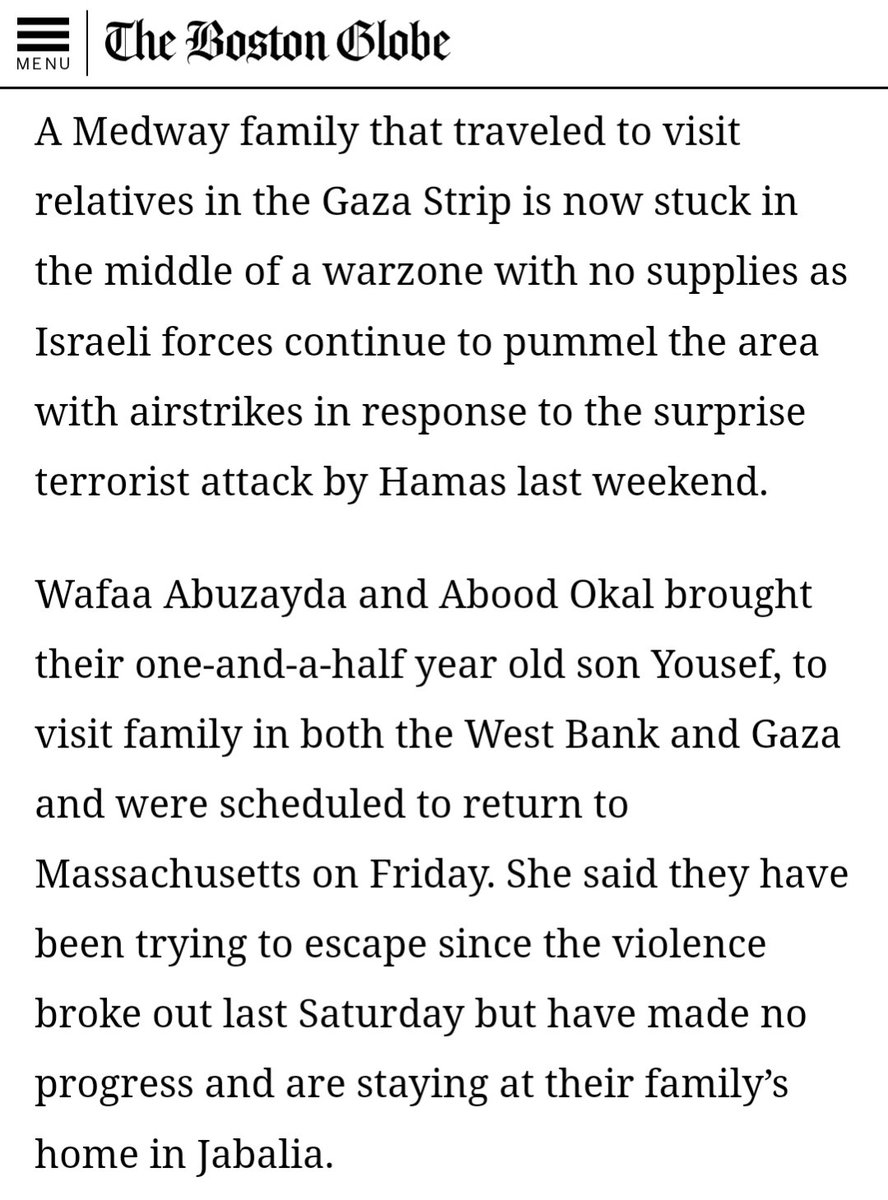 The Boston Globe
MENU
A Medway family that traveled to visit
relatives in the Gaza Strip is now stuck in
the middle of a warzone with no supplies as
Israeli forces continue to pummel the area
with airstrikes in response to the surprise
terrorist attack by Hamas last weekend.
Wafaa Abuzayda and Abood Okal brought
their one-and-a-half year old son Yousef, to
visit family in both the West Bank and Gaza
and were scheduled to return to
Massachusetts on Friday. She said they have
been trying to escape since the violence
broke out last Saturday but have made no
progress and are staying at their family’s
home in Jabalia.